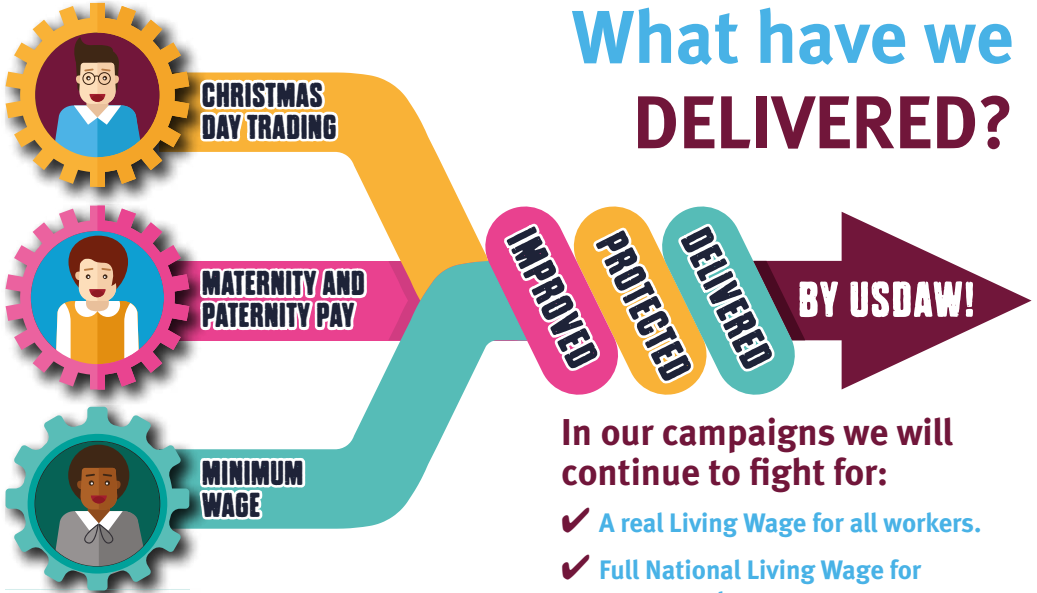 What have we
DELIVERED?
CHRISTMAS
DAY TRADING
MATERNITY AND
PATERNITY PAY
MINIMUM
WAGE
IMPROVED
PROTECTED
DELIVERED
BY USDAW!
In our campaigns we will
continue to fight for:
✔ A real Living Wage for all workers.
✔ Full National Living Wage for